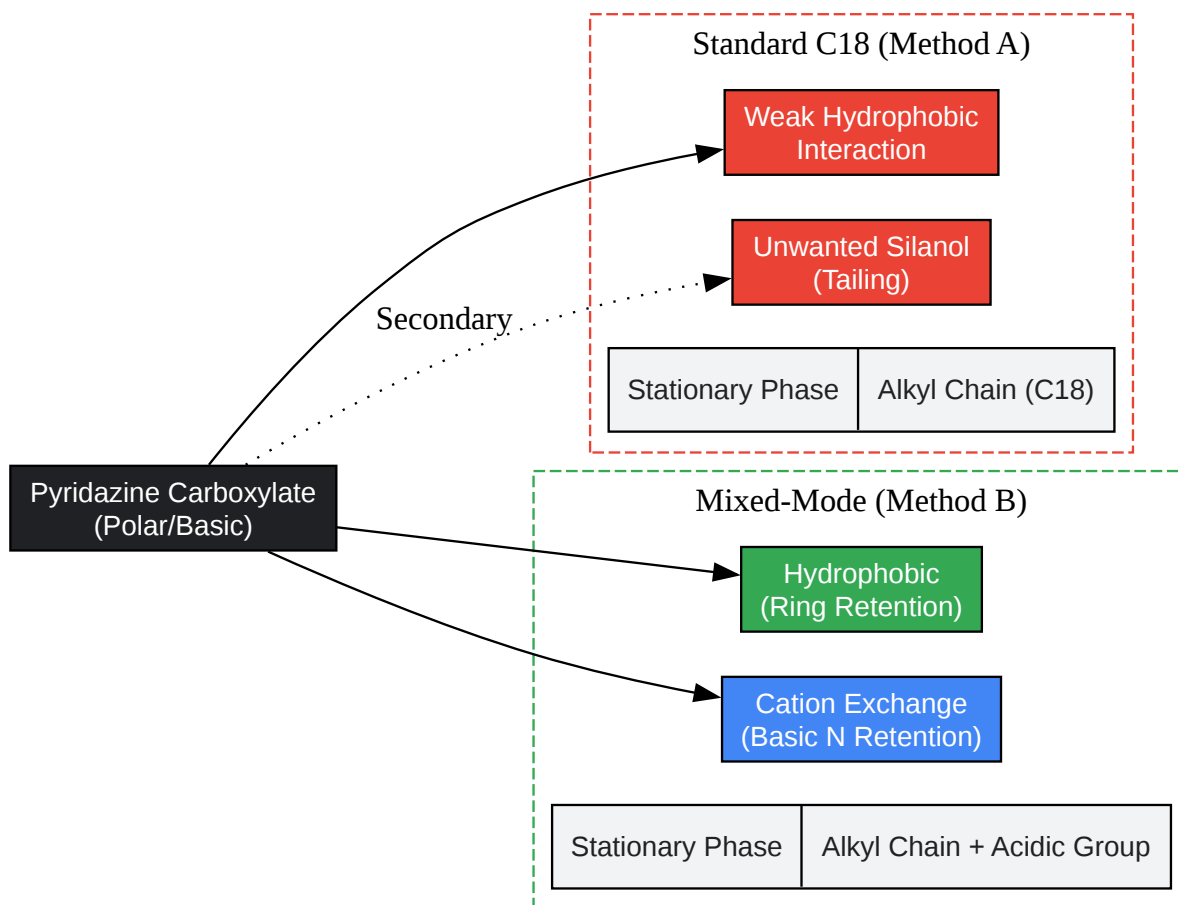 Standard C18 (Method A)
Weak Hydrophobic
Interaction
Unwanted Silanol
(Tailing)
Secondary
Stationary Phase
Alkyl Chain (C18)
Pyridazine Carboxylate
(Polar/Basic)
Mixed-Mode (Method B)
Hydrophobic
(Ring Retention)
Cation Exchange
(Basic N Retention)
Stationary Phase
Alkyl Chain + Acidic Group